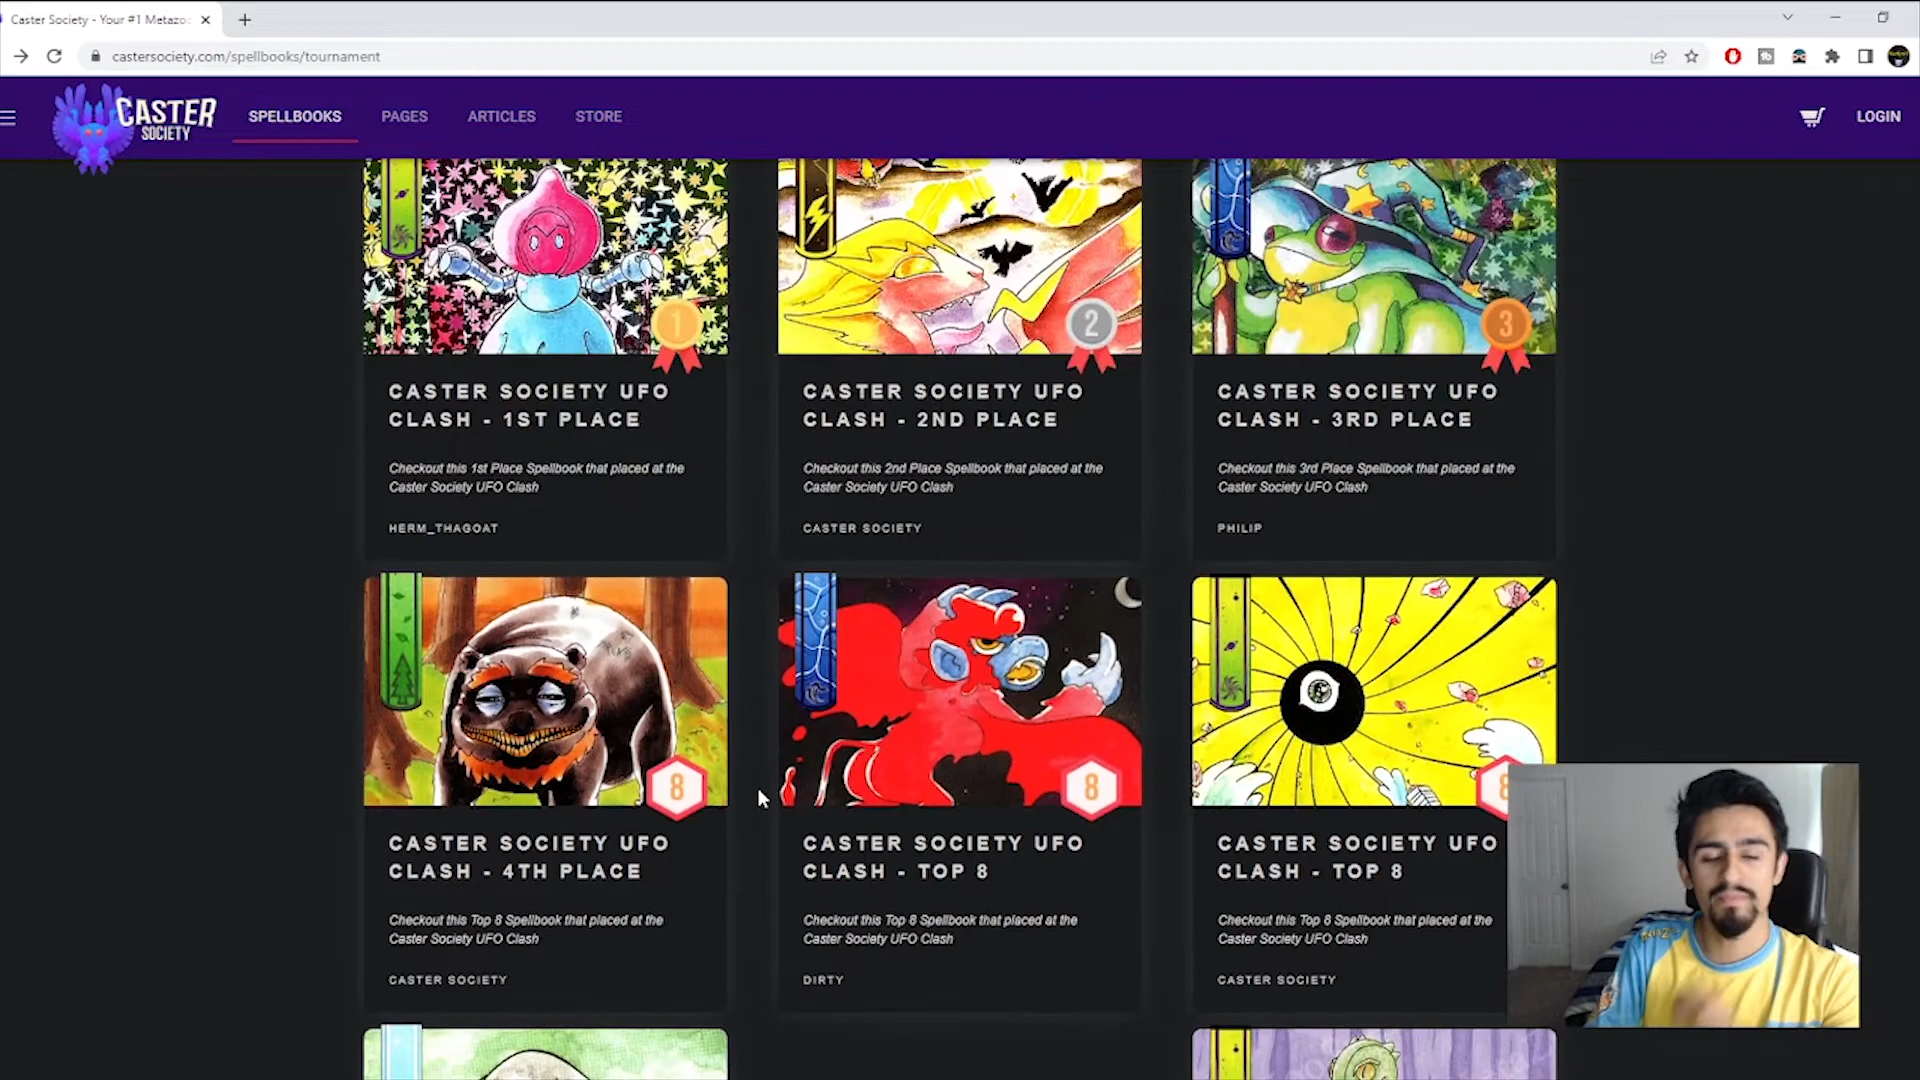 Caster Society - Your #1 Metazo
castersociety.com/spellbooks/tournament
CASTER
SOCIETY
SPELLBOOKS
PAGES
ARTICLES
STORE
LOGIN
1
2
3
CASTER SOCIETY UFO
CLASH - 1ST PLACE
Checkout this 1st Place Spellbook that placed at the
Caster Society UFO Clash
HERM_THAGOAT
CASTER SOCIETY UFO
CLASH - 2ND PLACE
Checkout this 2nd Place Spellbook that placed at the
Caster Society UFO Clash
CASTER SOCIETY
CASTER SOCIETY UFO
CLASH - 3RD PLACE
Checkout this 3rd Place Spellbook that placed at the
Caster Society UFO Clash
PHILIP
8
8
8
CASTER SOCIETY UFO
CLASH - 4TH PLACE
Checkout this Top 8 Spellbook that placed at the
Caster Society UFO Clash
CASTER SOCIETY
CASTER SOCIETY UFO
CLASH - TOP 8
Checkout this Top 8 Spellbook that placed at the
Caster Society UFO Clash
DIRTY
CASTER SOCIETY UFO
CLASH - TOP 8
Checkout this Top 8 Spellbook that placed at the
Caster Society UFO Clash
CASTER SOCIETY